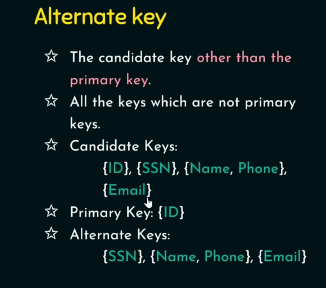 Alternate key
☆ The candidate key other than the
primary key.
☆ All the keys which are not primary
keys.
☆ Candidate Keys:
{ID}, {SSN}, {Name, Phone},
{Email}
☆ Primary Key: {ID}
☆ Alternate Keys:
{SSN}, {Name, Phone}, {Email}